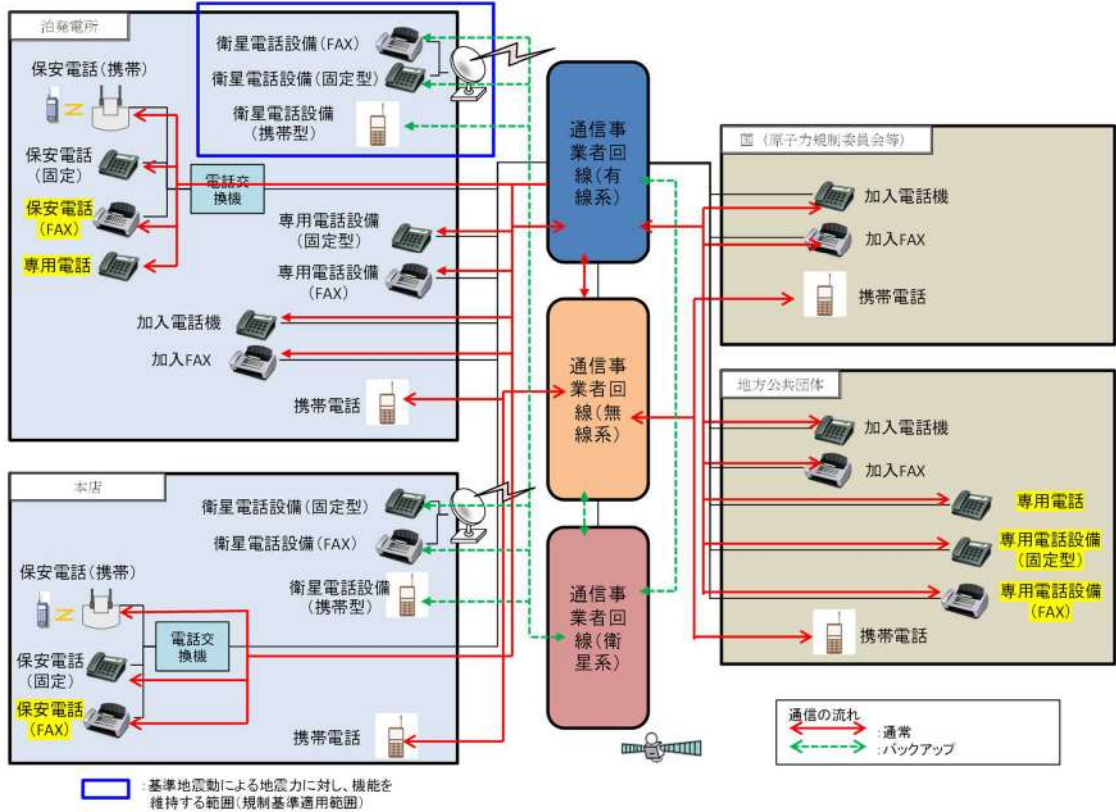 泊発電所
衛星電話設備(FAX)
衛星電話設備(固定型)
衛星電話設備
(携帯型)
保安電話(携帯)
保安電話
(固定)
電話交
換機
保安電話
(FAX)
専用電話
専用電話設備
(固定型)
専用電話設備
(FAX)
加入電話機
加入FAX
携帯電話
本店
衛星電話設備(固定型)
衛星電話設備(FAX)
衛星電話設備
(携帯型)
保安電話(携帯)
電話交
換機
保安電話
(固定)
保安電話
(FAX)
携帯電話
通信事
業者回
線(有
線系)
通信事
業者回
線(無
線系)
通信事
業者回
線(衛
星系)
国(原子力規制委員会等)
加入電話機
加入FAX
携帯電話
地方公共団体
加入電話機
加入FAX
専用電話
専用電話設備
(固定型)
専用電話設備
(FAX)
携帯電話
通信の流れ
:通常
:バックアップ
:基準地震動による地震力に対し、機能を
維持する範囲(規制基準適用範囲)